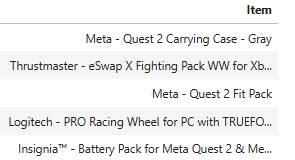 Item
Meta - Quest 2 Carrying Case - Gray
Thrustmaster - eSwap X Fighting Pack WW for Xb...
Meta - Quest 2 Fit Pack
Logitech - PRO Racing Wheel for PC with TRUEFO...
Insignia™ - Battery Pack for Meta Quest 2 & Me...